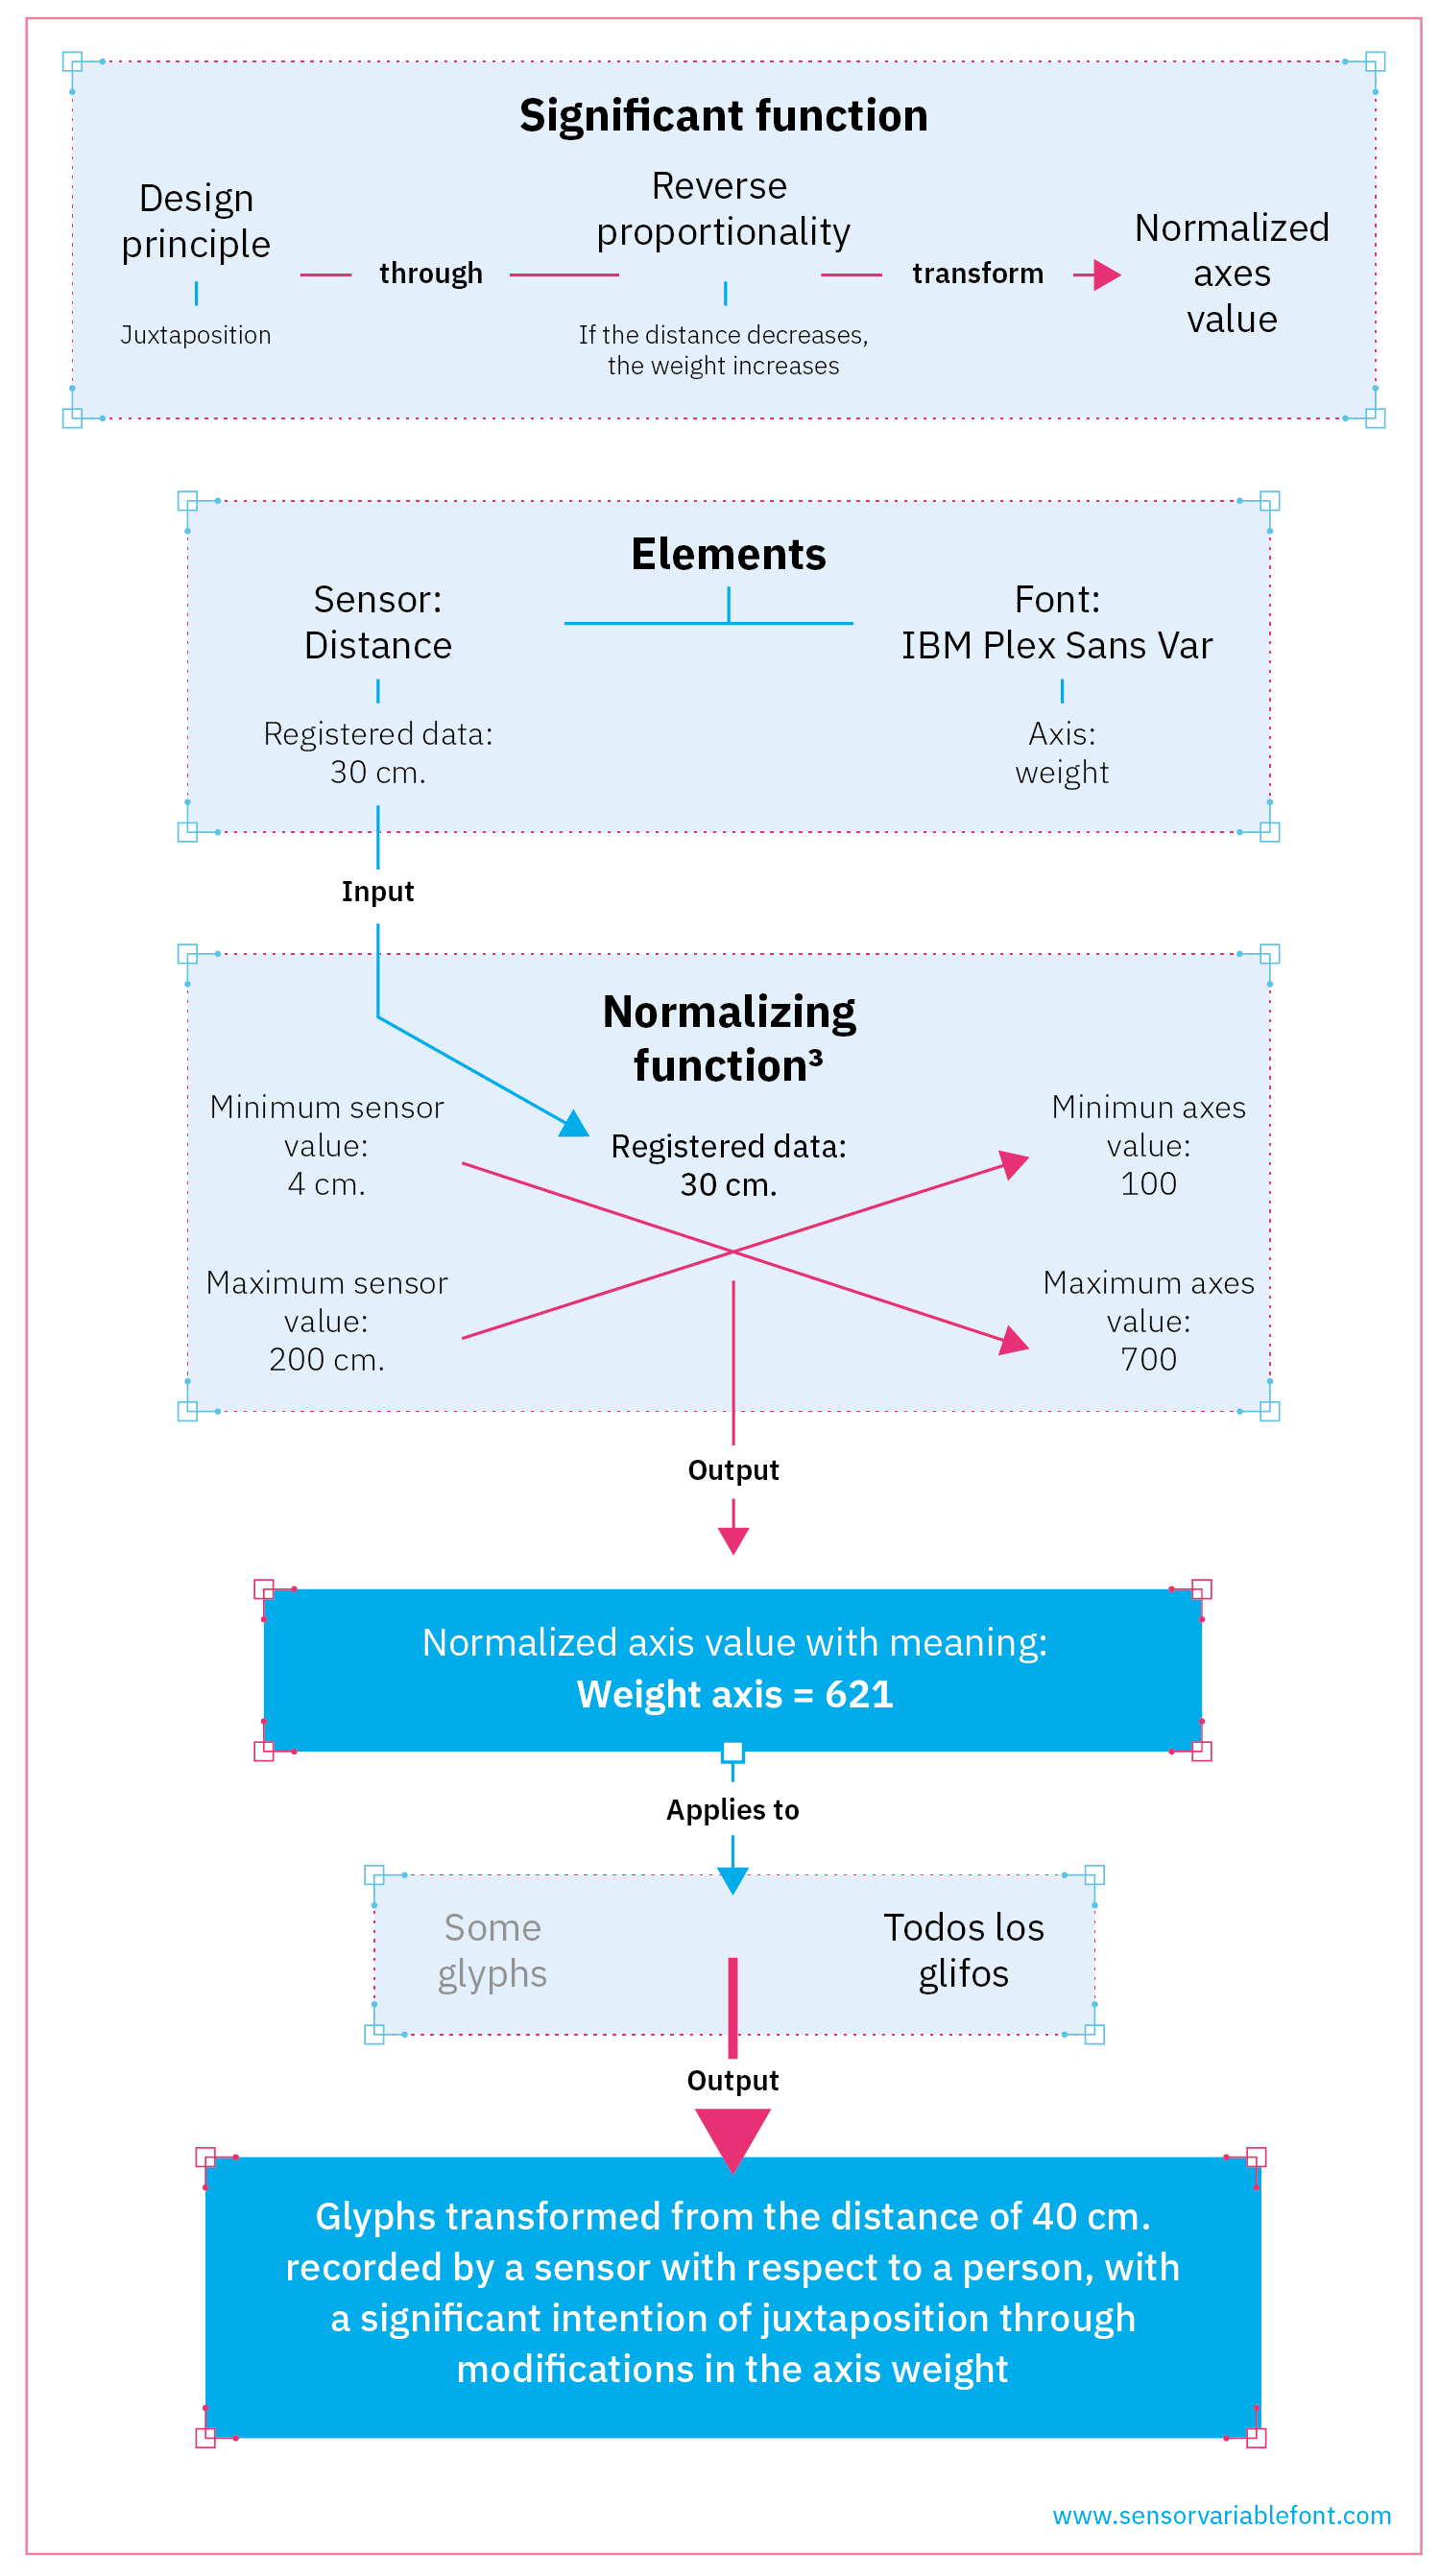 Significant function
Design
principle
Juxtaposition
through
Reverse
proportionality
If the distance decreases,
the weight increases
transform
Normalized
axes
value
Elements
Sensor:
Distance
Registered data:
30 cm.
Font:
IBM Plex Sans Var
Axis:
weight
Input
Normalizing
function³
Minimum sensor
value:
4 cm.
Registered data:
30 cm.
Minimun axes
value:
100
Maximum sensor
value:
200 cm.
Maximum axes
value:
700
Output
Normalized axis value with meaning:
Weight axis = 621
Applies to
Some
glyphs
Todos los
glifos
Output
Glyphs transformed from the distance of 40 cm.
recorded by a sensor with respect to a person, with
a significant intention of juxtaposition through
modifications in the axis weight
www.sensorvariablefont.com